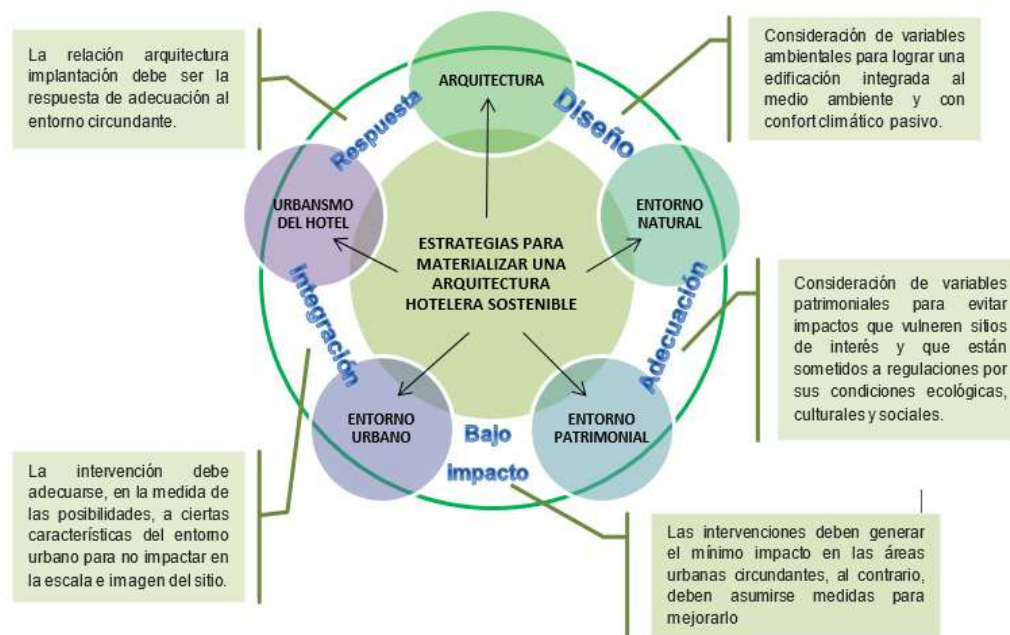 La relación arquitectura
implantación debe ser la
respuesta de adecuación al
entorno circundante.
ARQUITECTURA
Consideración de variables
ambientales para lograr una
edificación integrada al
medio ambiente y con
confort climático pasivo.
Respuesta
Diseño
URBANSMO
DEL HOTEL
ENTORNO
NATURAL
ESTRATEGIAS PARA
MATERIALIZAR UNA
ARQUITECTURA
HOTELERA SOSTENIBLE
Integración
Adecuación
Consideración de variables
patrimoniales para evitar
impactos que vulneren sitios
de interés y que están
sometidos a regulaciones por
sus condiciones ecológicas,
culturales y sociales.
ENTORNO
URBANO
Bajo
impacto
ENTORNO
PATRIMONIAL
La intervención debe
adecuarse, en la medida de
las posibilidades, a ciertas
características del entorno
urbano para no impactar en
la escala e imagen del sitio.
Las intervenciones deben generar
el mínimo impacto en las áreas
urbanas circundantes, al contrario,
deben asumirse medidas para
mejorarlo